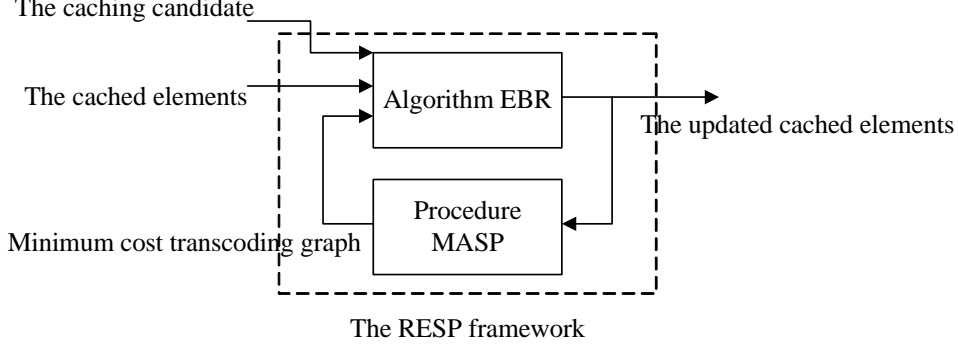 The caching candidate
The cached elements
Algorithm EBR
The updated cached elements
Procedure
MASP
Minimum cost transcoding graph
The RESP framework